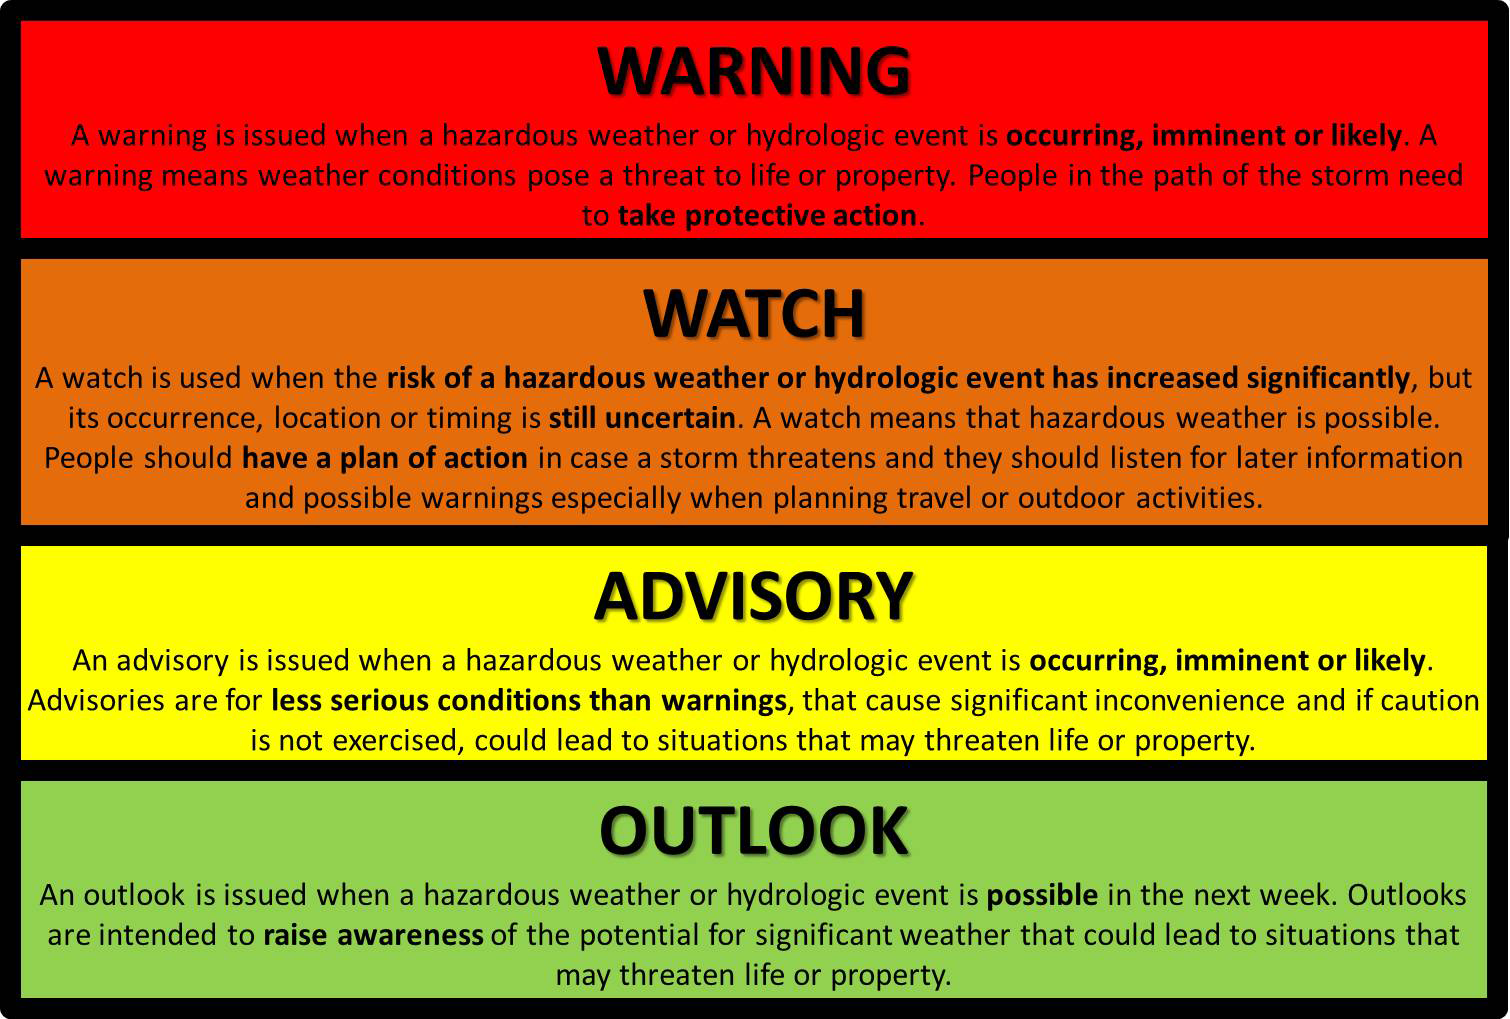 WARNING
A warning is issued when a hazardous weather or hydrologic event is occurring, imminent or likely. A
warning means weather conditions pose a threat to life or property. People in the path of the storm need
to take protective action.
WATCH
A watch is used when the risk of a hazardous weather or hydrologic event has increased significantly, but
its occurrence, location or timing is still uncertain. A watch means that hazardous weather is possible.
People should have a plan of action in case a storm threatens and they should listen for later information
and possible warnings especially when planning travel or outdoor activities.
ADVISORY
An advisory is issued when a hazardous weather or hydrologic event is occurring, imminent or likely.
Advisories are for less serious conditions than warnings, that cause significant inconvenience and if caution
is not exercised, could lead to situations that may threaten life or property.
OUTLOOK
An outlook is issued when a hazardous weather or hydrologic event is possible in the next week. Outlooks
are intended to raise awareness of the potential for significant weather that could lead to situations that
may threaten life or property.